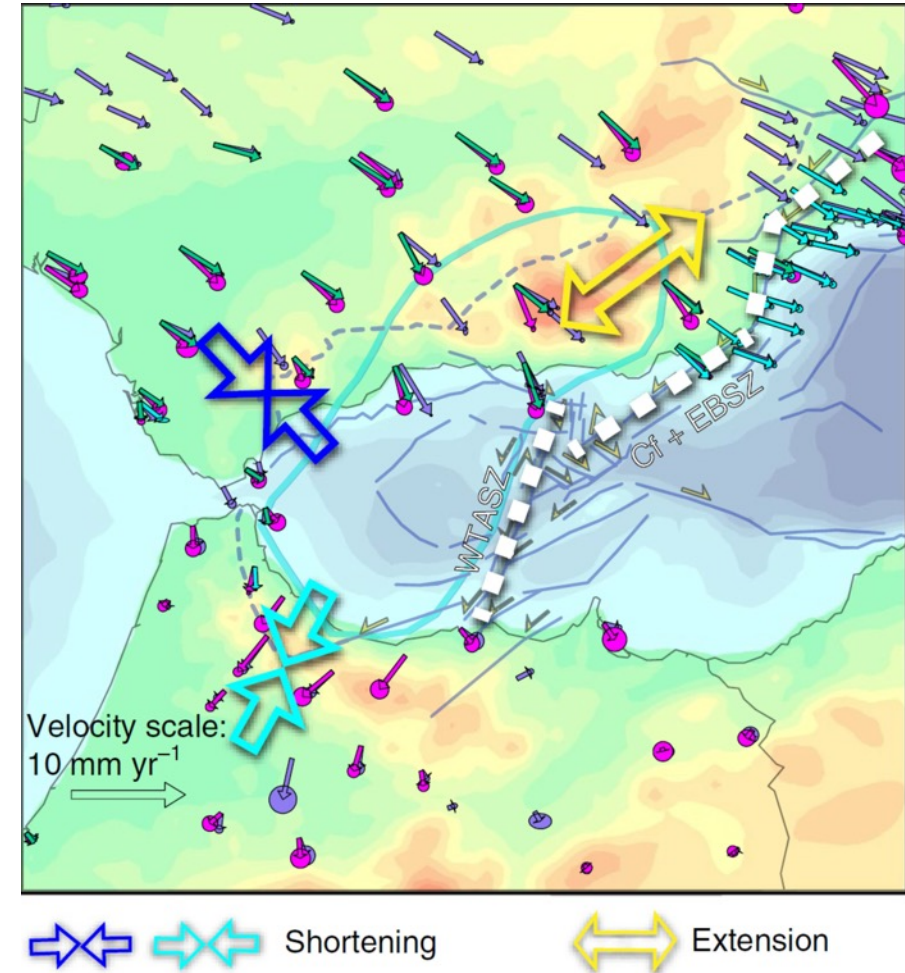 Cf + EBSZ
WTASZ
Velocity scale:
10 mm yr⁻¹
Shortening
Extension